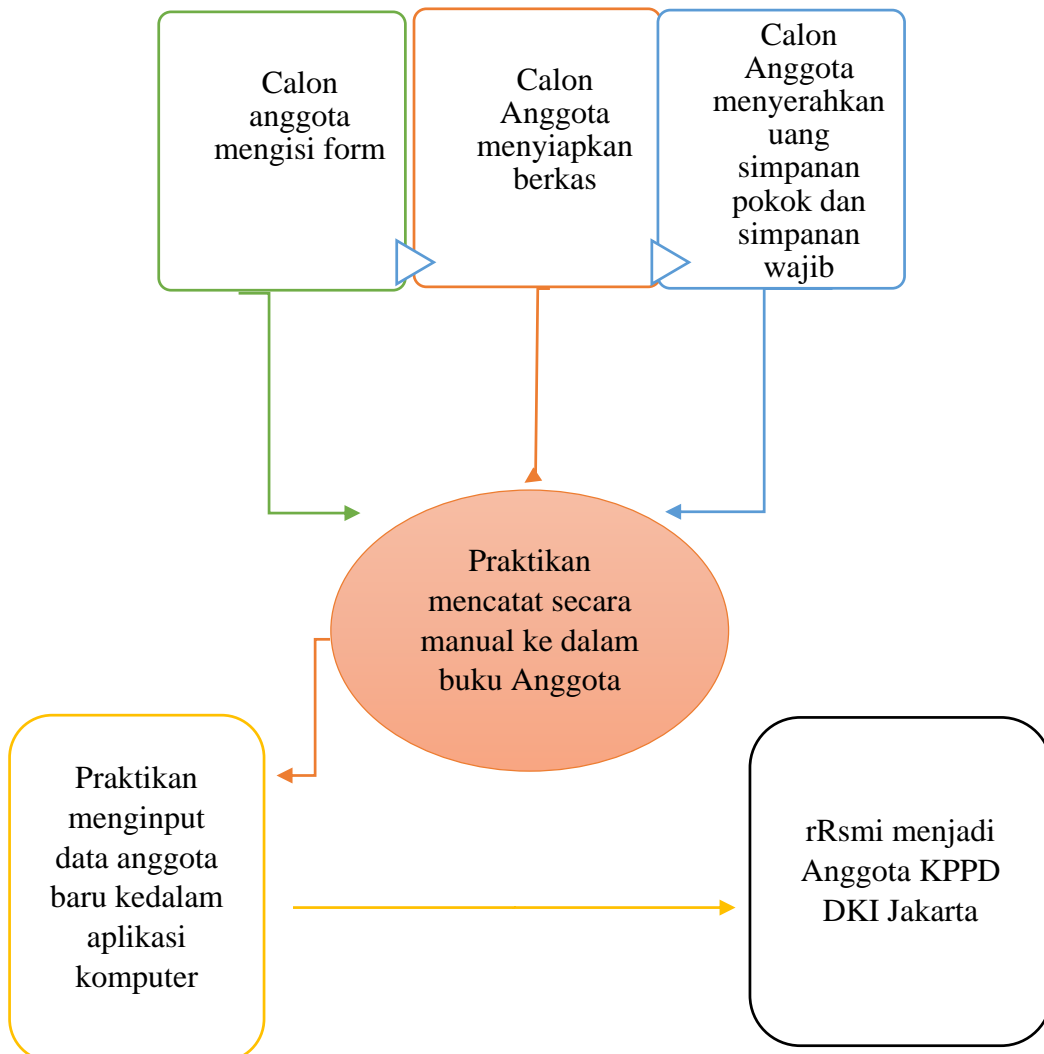 Calon
anggota
mengisi form
Calon
Anggota
menyiapkan
berkas
Calon
Anggota
menyerahkan
uang
simpanan
pokok dan
simpanan
wajib
Praktikan
mencatat secara
manual ke dalam
buku Anggota
Praktikan
menginput
data anggota
baru kedalam
aplikasi
komputer
rRsmi menjadi
Anggota KPPD
DKI Jakarta